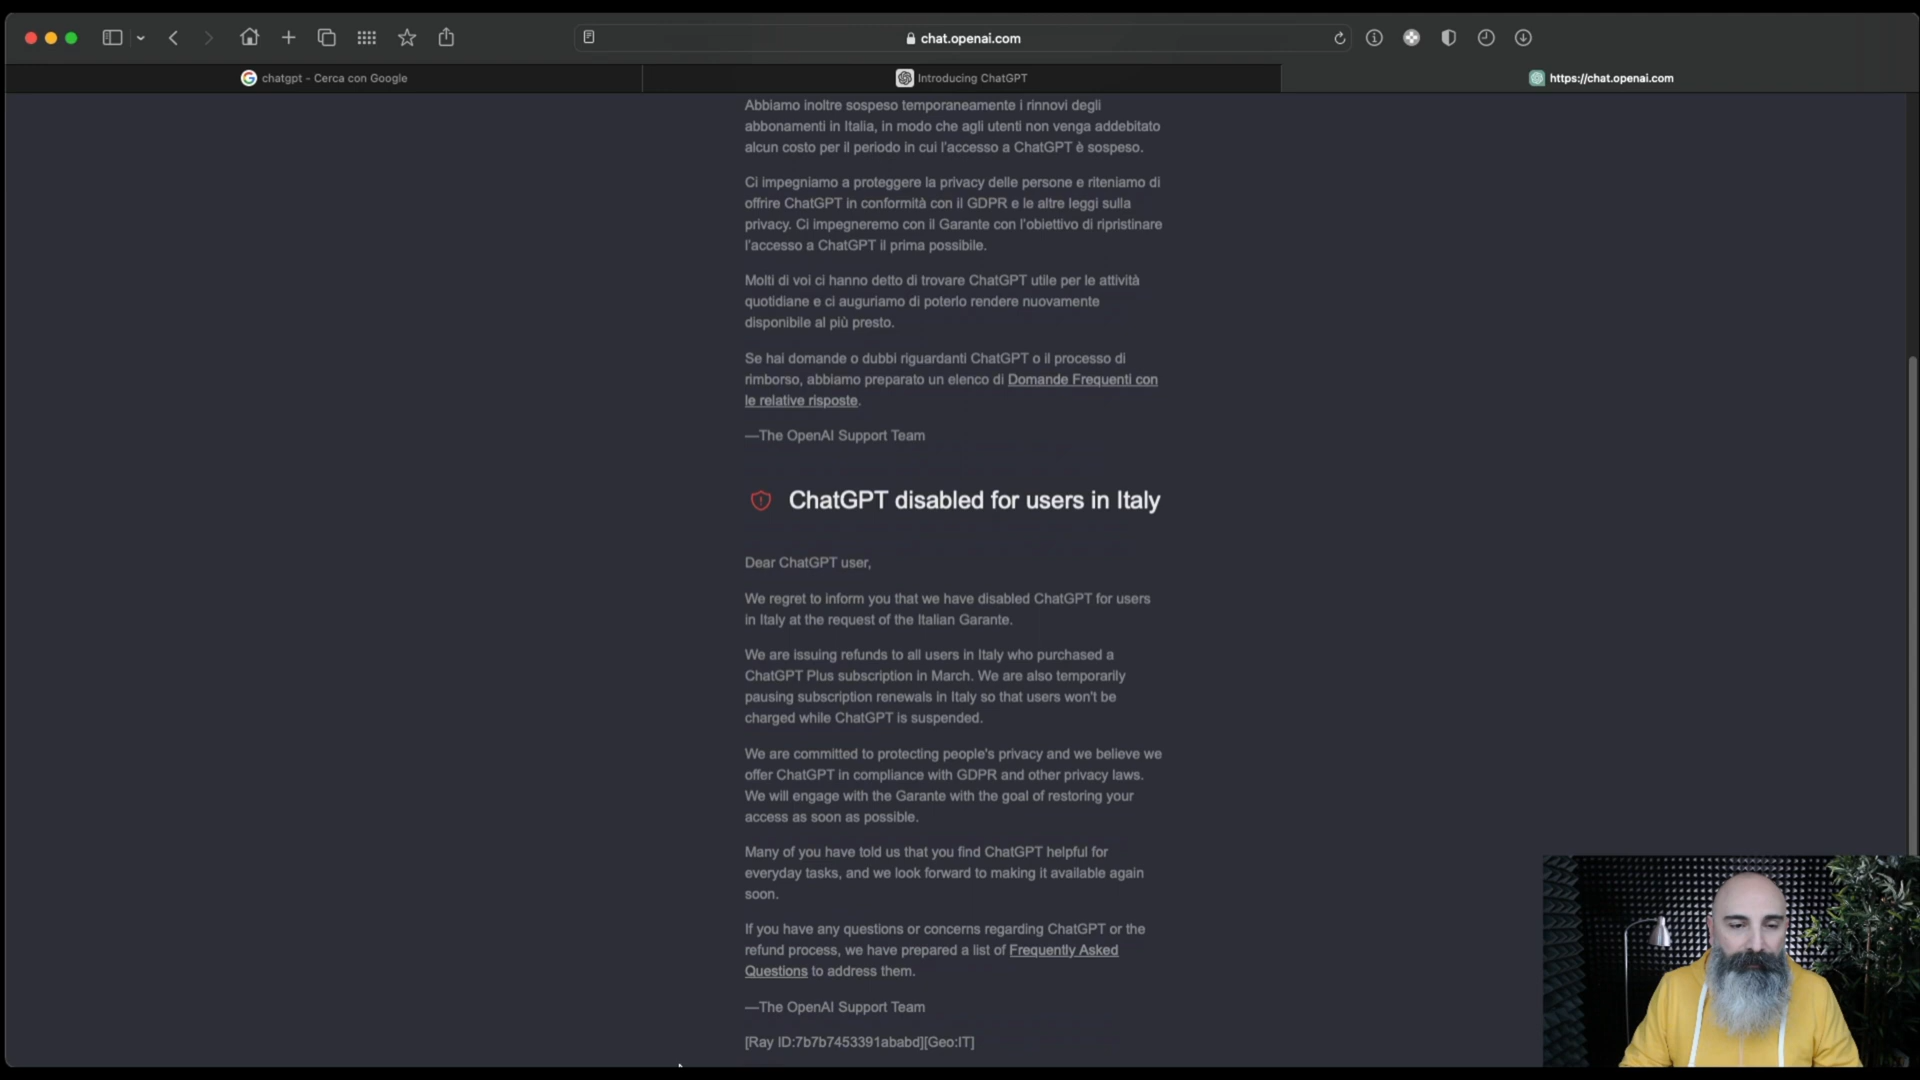 chat.openai.com
chatgpt - Cerca con Google
Introducing ChatGPT
https://chat.openai.com
Abbiamo inoltre sospeso temporaneamente i rinnovi degli
abbonamenti in Italia, in modo che agli utenti non venga addebitato
alcun costo per il periodo in cui l'accesso a ChatGPT è sospeso.
Ci impegniamo a proteggere la privacy delle persone e riteniamo di
offrire ChatGPT in conformità con il GDPR e le altre leggi sulla
privacy. Ci impegneremo con il Garante con l'obiettivo di ripristinare
l'accesso a ChatGPT il prima possibile.
Molti di voi ci hanno detto di trovare ChatGPT utile per le attività
quotidiane e ci auguriamo di poterlo rendere nuovamente
disponibile al più presto.
Se hai domande o dubbi riguardanti ChatGPT o il processo di
rimborso, abbiamo preparato un elenco di Domande Frequenti con
le relative risposte.
—The OpenAI Support Team
ChatGPT disabled for users in Italy
Dear ChatGPT user,
We regret to inform you that we have disabled ChatGPT for users
in Italy at the request of the Italian Garante.
We are issuing refunds to all users in Italy who purchased a
ChatGPT Plus subscription in March. We are also temporarily
pausing subscription renewals in Italy so that users won't be
charged while ChatGPT is suspended.
We are committed to protecting people's privacy and we believe we
offer ChatGPT in compliance with GDPR and other privacy laws.
We will engage with the Garante with the goal of restoring your
access as soon as possible.
Many of you have told us that you find ChatGPT helpful for
everyday tasks, and we look forward to making it available again
soon.
If you have any questions or concerns regarding ChatGPT or the
refund process, we have prepared a list of Frequently Asked
Questions to address them.
—The OpenAI Support Team
[Ray ID:7b7b7453391ababd][Geo:IT]